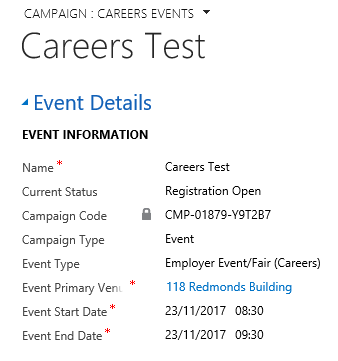 CAMPAIGN : CAREERS EVENTS
Careers Test
Event Details
EVENT INFORMATION
Name * Careers Test
Current Status Registration Open
Campaign Code CMP-01879-Y9T2B7
Campaign Type Event
Event Type Employer Event/Fair (Careers)
Event Primary Venu * 118 Redmonds Building
Event Start Date * 23/11/2017 08:30
Event End Date * 23/11/2017 09:30